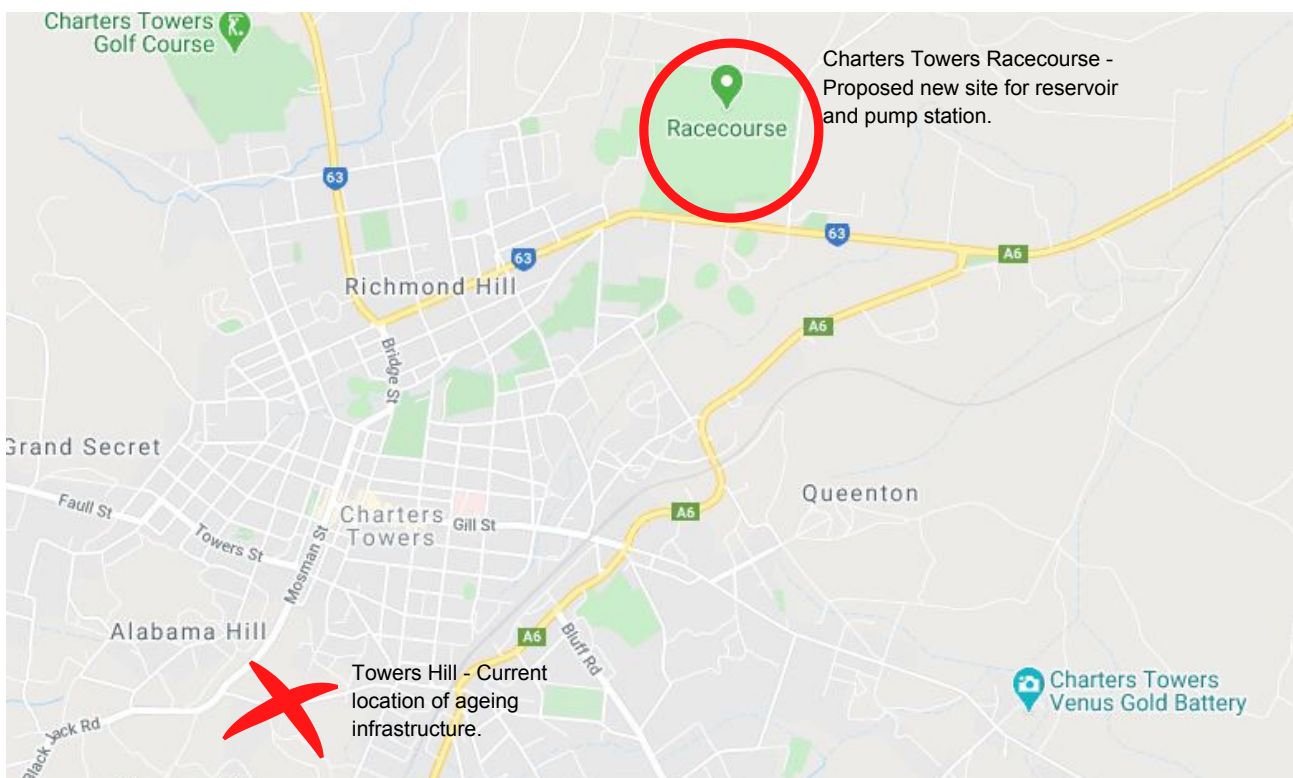 Charters Towers
Golf Course
Charters Towers Racecourse -
Proposed new site for reservoir
and pump station.
Racecourse
63
63
63
A6
Richmond Hill
A6
Bridge St
Grand Secret
Queenton
Faull St
A6
Charters
Towers
Gill St
Towers St
Mosman St
Alabama Hill
A6
Bluff Rd
Towers Hill - Current
location of ageing
infrastructure.
Charters Towers
Venus Gold Battery
Black Jack Rd